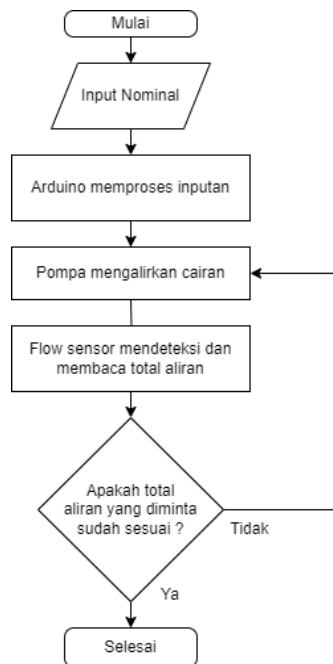 Mulai
Input Nominal
Arduino memproses inputan
Pompa mengalirkan cairan
Flow sensor mendeteksi dan
membaca total aliran
Apakah total
aliran yang diminta
sudah sesuai ?
Tidak
Ya
Selesai